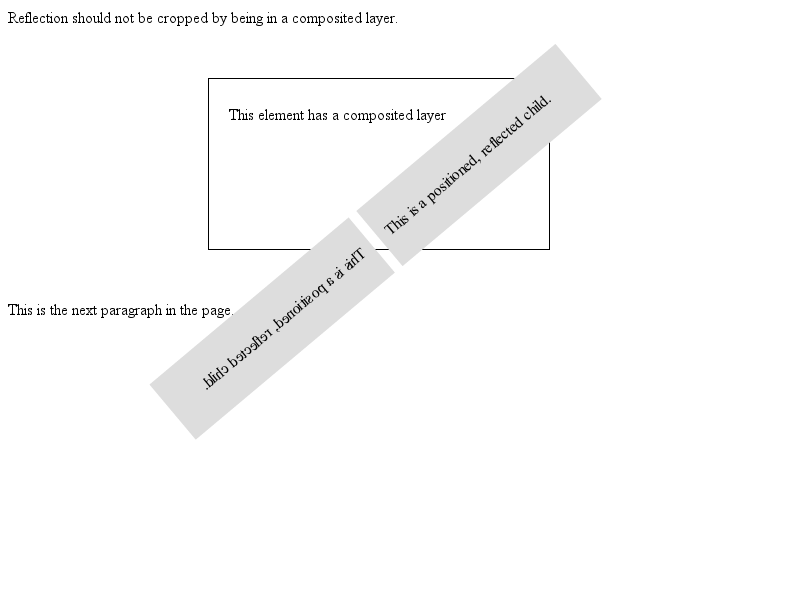 Reflection should not be cropped by being in a composited layer.
This element has a composited layer
This is a positioned, reflected child.
This is a positioned, reflected child.
This is the next paragraph in the page.